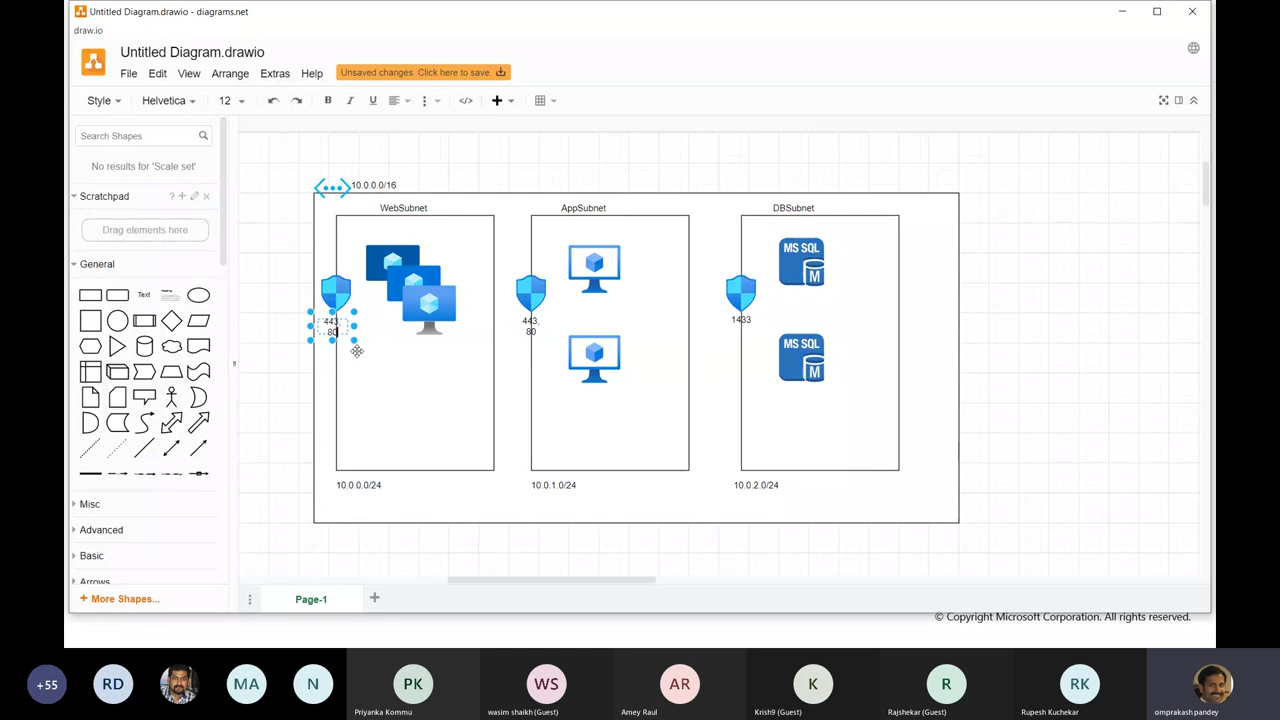 Untitled Diagram.drawio - diagrams.net
draw.io
Untitled Diagram.drawio
File Edit View Arrange Extras Help Unsaved changes. Click here to save.
Style Helvetica 12 B I U
Search Shapes
No results for 'Scale set'
Scratchpad ?
Drag elements here
General
Text
Misc
Advanced
Basic
Arrows
+ More Shapes...
10.0.0.0/16
WebSubnet AppSubnet DBSubnet
MS SQL
M
443,
80
443,
80
1433
MS SQL
M
10.0.0.0/24 10.0.1.0/24 10.0.2.0/24
Page-1
© Copyright Microsoft Corporation. All rights reserved.
+55 RD MA N PK WS AR K R RK
Priyanka Kommu wasim shaikh (Guest) Amey Raul Krish9 (Guest) Rajshekar (Guest) Rupesh Kuchekar omprakash pandey